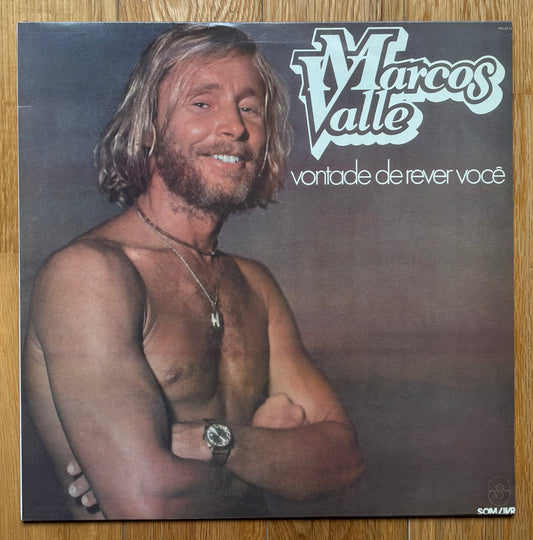 Marcos
Valle
vontade de rever você
SOM LIVRE